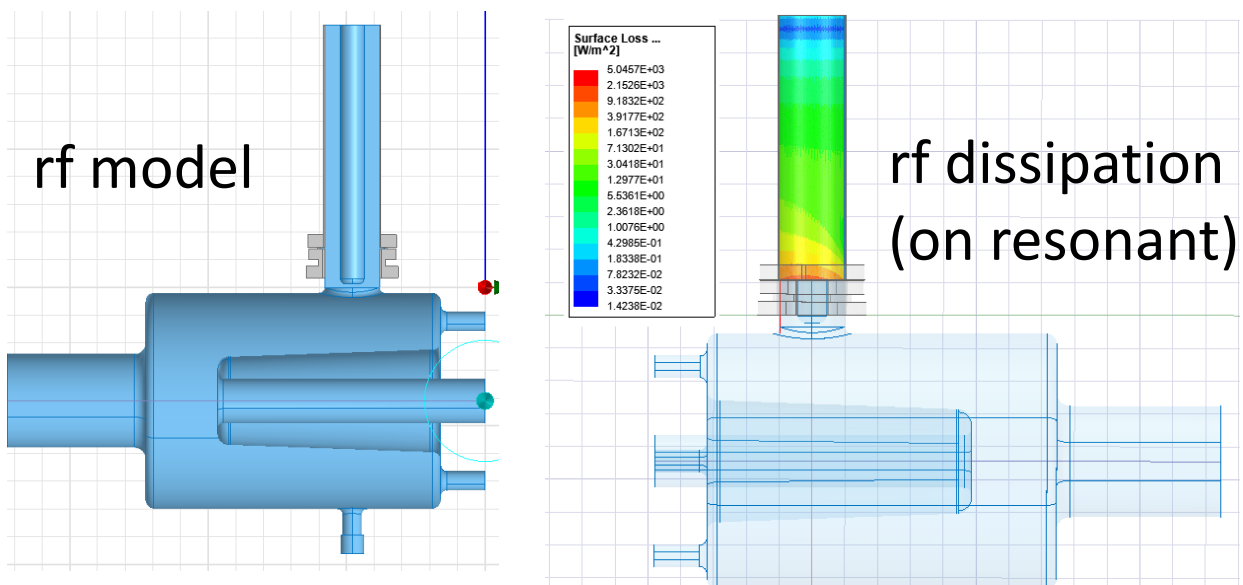 rf model
Surface Loss ...
[W/m^2]
5.0457E+03
2.1526E+03
9.1832E+02
3.9177E+02
1.6713E+02
7.1302E+01
3.0418E+01
1.2977E+01
5.5361E+00
2.3618E+00
1.0076E+00
4.2985E-01
1.8338E-01
7.8232E-02
3.3375E-02
1.4238E-02
rf dissipation
(on resonant)